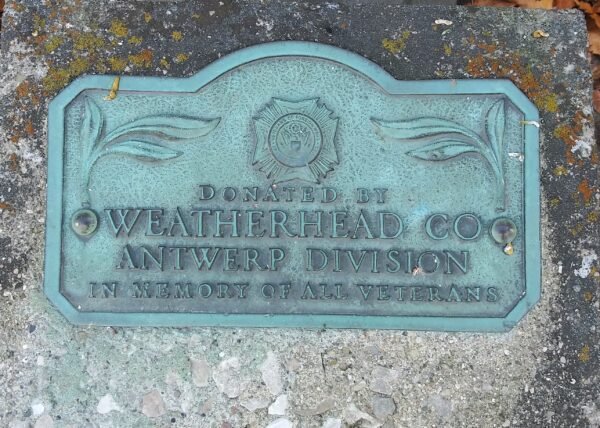 DONATED BY
WEATHERHEAD CO
ANTWERP DIVISION
IN MEMORY OF ALL VETERANS